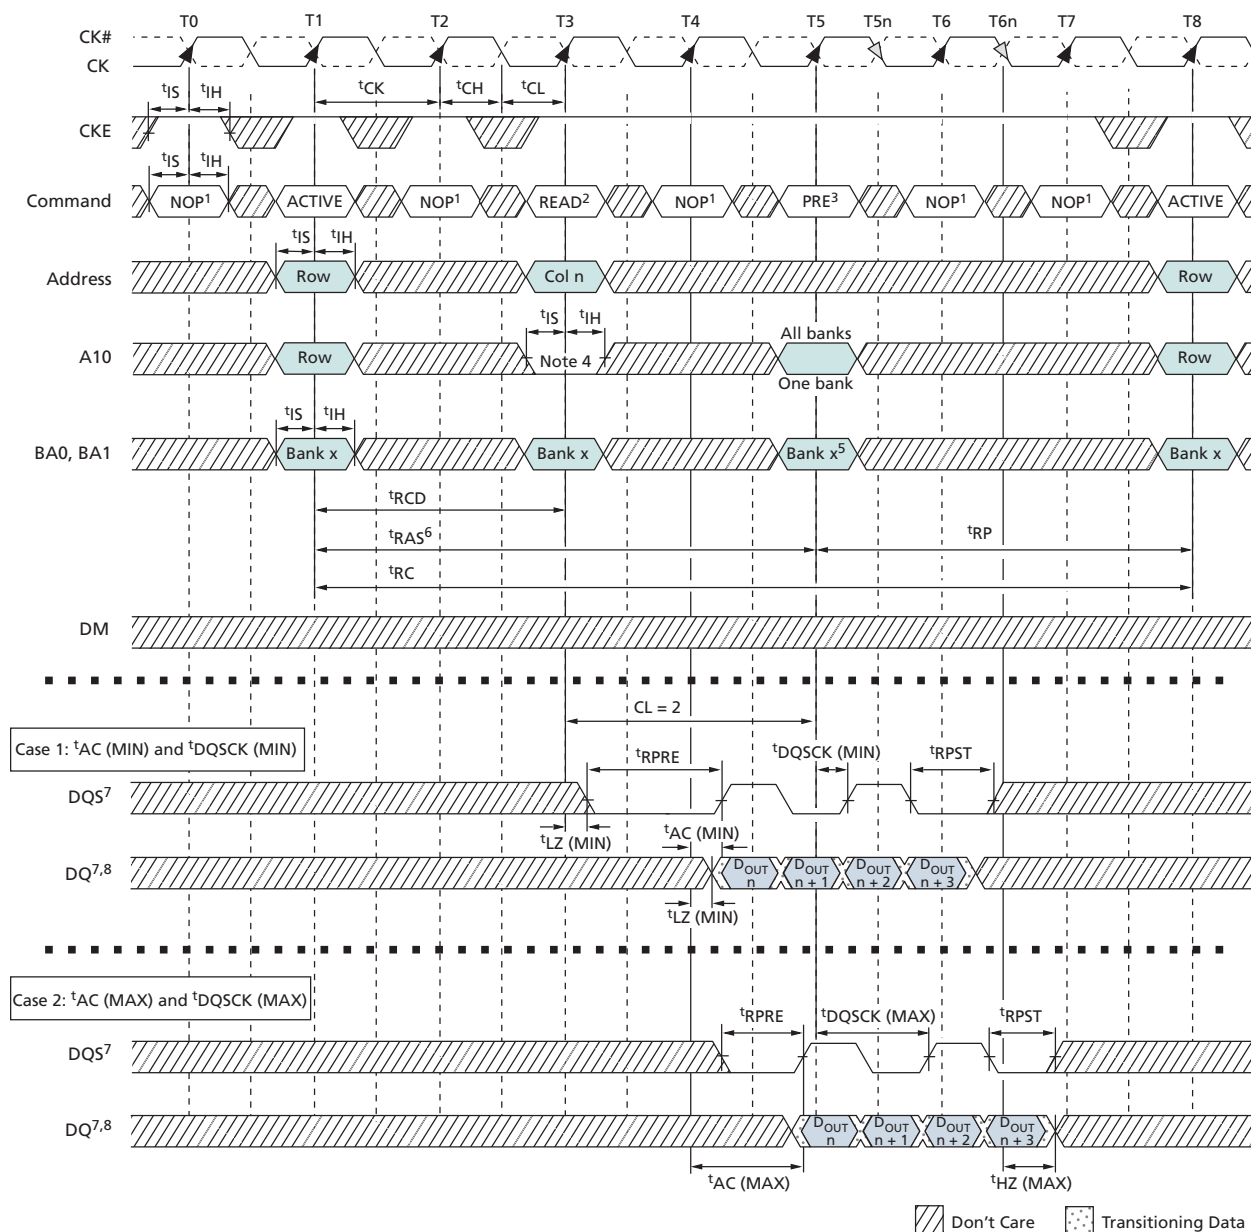 T0 T1 T2 T3 T4 T5 T5n T6 T6n T7 T8
CK#
CK
tIS tIH tCK tCH tCL
CKE
tIS tIH
Command NOP1 ACTIVE NOP1 READ2 NOP1 PRE3 NOP1 NOP1 ACTIVE
tIS tIH
Address Row Col n Row
tIS tIH All banks
A10 Row Note 4 Row
One bank
tIS tIH
BA0, BA1 Bank x Bank x Bank x5 Bank x
tRCD
tRAS6 tRP
tRC
DM
CL = 2
Case 1: tAC (MIN) and tDQSCK (MIN)
tRPRE tDQSCK (MIN) tRPST
DQS7
tLZ (MIN) tAC (MIN)
DQ7,8 DOUT n DOUT n + 1 DOUT n + 2 DOUT n + 3
tLZ (MIN)
Case 2: tAC (MAX) and tDQSCK (MAX)
tRPRE tDQSCK (MAX) tRPST
DQS7
DQ7,8 DOUT n DOUT n + 1 DOUT n + 2 DOUT n + 3
tAC (MAX) tHZ (MAX)
Don't Care Transitioning Data